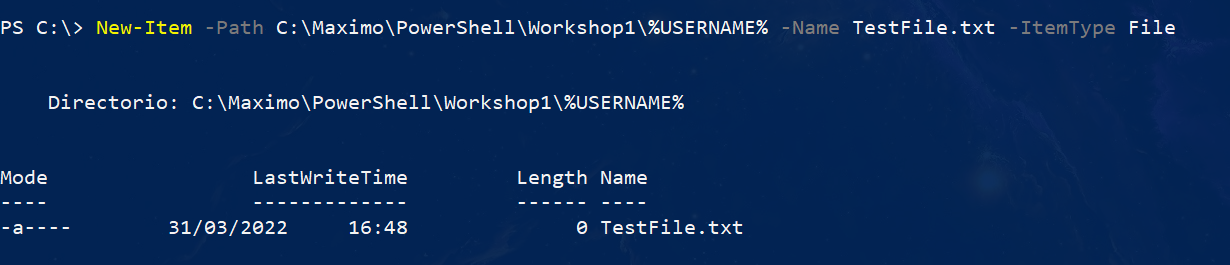 PS C:\> New-Item -Path C:\Maximo\PowerShell\Workshop1\%USERNAME% -Name TestFile.txt -ItemType File
Directorio: C:\Maximo\PowerShell\Workshop1\%USERNAME%
Mode LastWriteTime Length Name
---- ------------- ------ ----
-a---- 31/03/2022 16:48 0 TestFile.txt